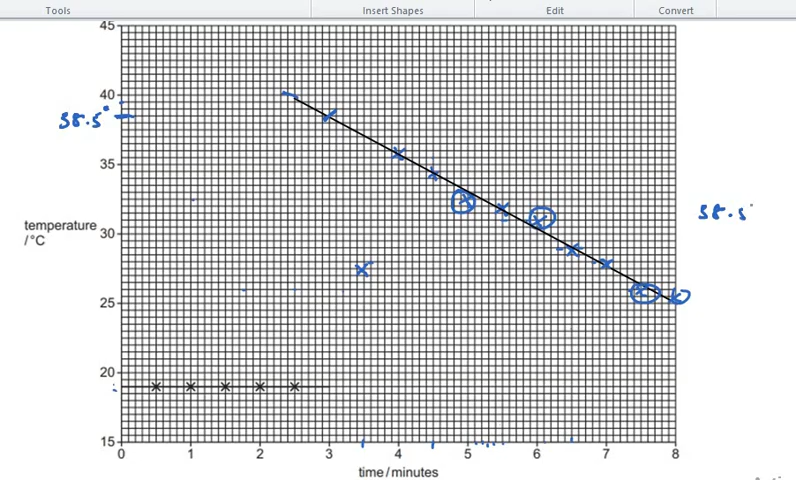 Tools Insert Shapes Edit Convert
45
40
38.5°
35
temperature
/°C
30
38.5
25
20
15
0 1 2 3 4 5 6 7 8
time/minutes